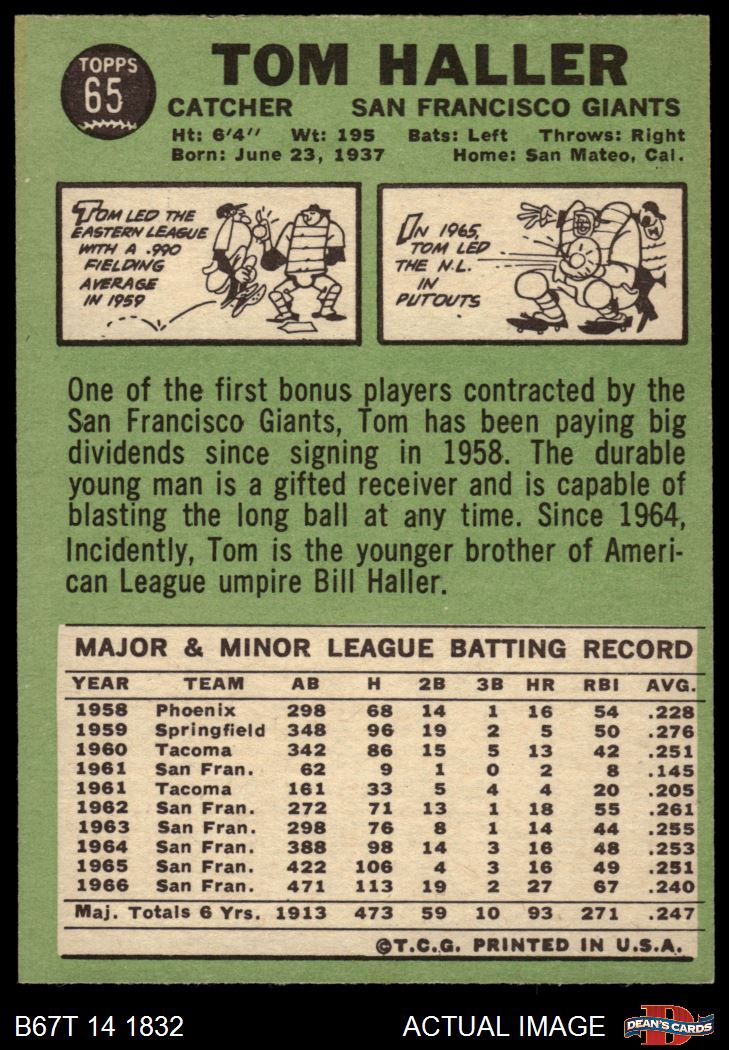 TOPPS
65
TOM HALLER
CATCHER SAN FRANCISCO GIANTS
Ht: 6'4" Wt: 195 Bats: Left Throws: Right
Born: June 23, 1937 Home: San Mateo, Cal.
TOM LED THE
EASTERN LEAGUE
WITH A .990
FIELDING
AVERAGE
IN 1959
IN 1965,
TOM LED
THE N.L.
IN
PUTOUTS
One of the first bonus players contracted by the
San Francisco Giants, Tom has been paying big
dividends since signing in 1958. The durable
young man is a gifted receiver and is capable of
blasting the long ball at any time. Since 1964,
Incidently, Tom is the younger brother of Ameri-
can League umpire Bill Haller.
MAJOR & MINOR LEAGUE BATTING RECORD
YEAR TEAM AB H 2B 3B HR RBI AVG.
1958 Phoenix 298 68 14 1 16 54 .228
1959 Springfield 348 96 19 2 5 50 .276
1960 Tacoma 342 86 15 5 13 42 .251
1961 San Fran. 62 9 1 0 2 8 .145
1961 Tacoma 161 33 5 4 4 20 .205
1962 San Fran. 272 71 13 1 18 55 .261
1963 San Fran. 298 76 8 1 14 44 .255
1964 San Fran. 388 98 14 3 16 48 .253
1965 San Fran. 422 106 4 3 16 49 .251
1966 San Fran. 471 113 19 2 27 67 .240
Maj. Totals 6 Yrs. 1913 473 59 10 93 271 .247
©T.C.G. PRINTED IN U.S.A.
B67T 14 1832 ACTUAL IMAGE
DEAN'S CARDS